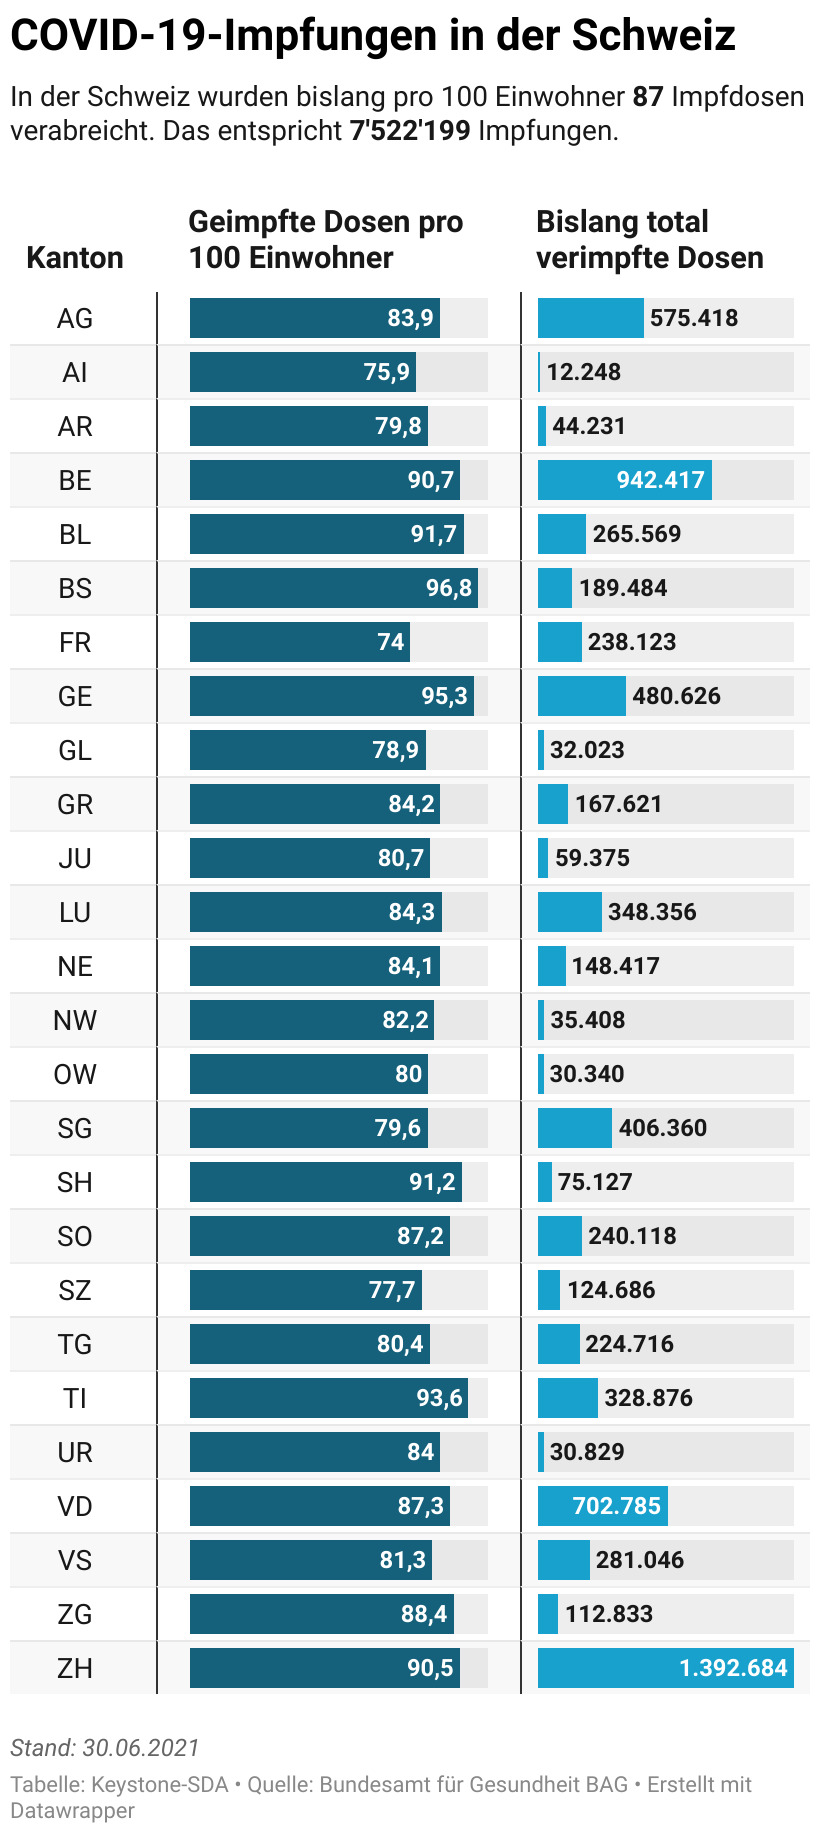 COVID-19-Impfungen in der Schweiz
In der Schweiz wurden bislang pro 100 Einwohner 87 Impfdosen
verabreicht. Das entspricht 7'522'199 Impfungen.
Kanton Geimpfte Dosen pro 100 Einwohner Bislang total verimpfte Dosen
AG 83,9 575.418
AI 75,9 12.248
AR 79,8 44.231
BE 90,7 942.417
BL 91,7 265.569
BS 96,8 189.484
FR 74 238.123
GE 95,3 480.626
GL 78,9 32.023
GR 84,2 167.621
JU 80,7 59.375
LU 84,3 348.356
NE 84,1 148.417
NW 82,2 35.408
OW 80 30.340
SG 79,6 406.360
SH 91,2 75.127
SO 87,2 240.118
SZ 77,7 124.686
TG 80,4 224.716
TI 93,6 328.876
UR 84 30.829
VD 87,3 702.785
VS 81,3 281.046
ZG 88,4 112.833
ZH 90,5 1.392.684
Stand: 30.06.2021
Tabelle: Keystone-SDA • Quelle: Bundesamt für Gesundheit BAG • Erstellt mit
Datawrapper